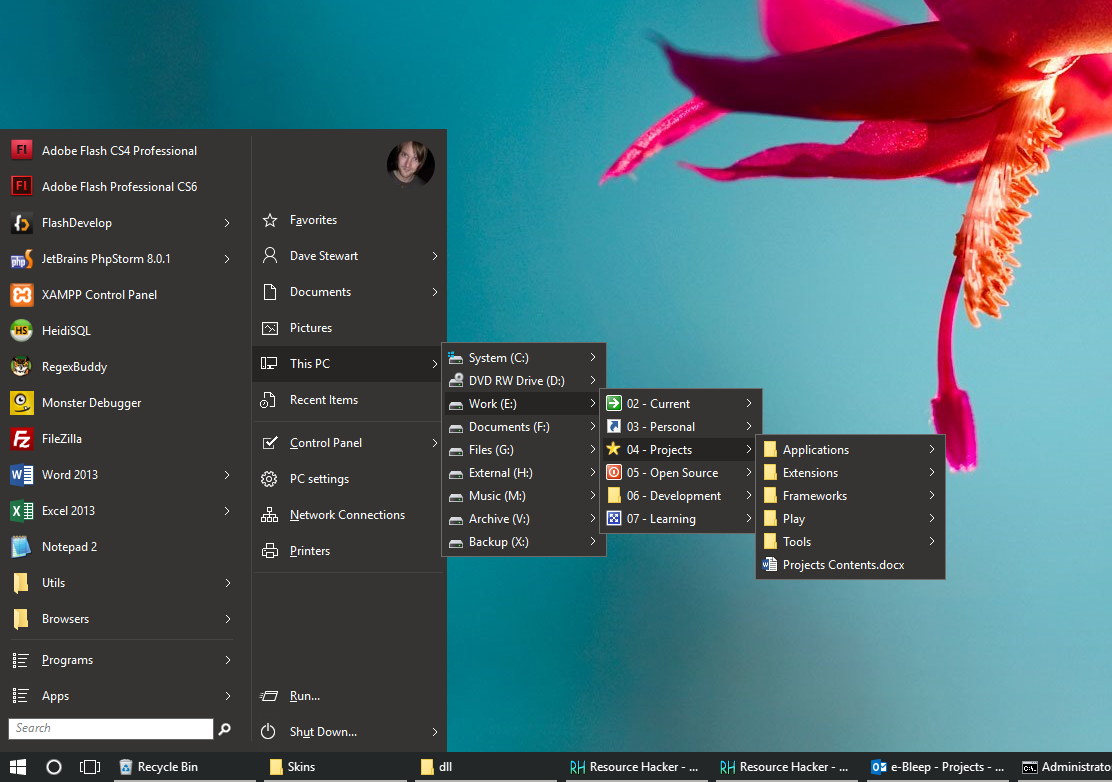 Adobe Flash CS4 Professional
Adobe Flash Professional CS6
FlashDevelop
JetBrains PhpStorm 8.0.1
XAMPP Control Panel
HeidiSQL
RegexBuddy
Monster Debugger
FileZilla
Word 2013
Excel 2013
Notepad 2
Utils
Browsers
Programs
Apps
Search
Favorites
Dave Stewart
Documents
Pictures
This PC
Recent Items
Control Panel
PC settings
Network Connections
Printers
Run...
Shut Down...
System (C:)
DVD RW Drive (D:)
Work (E:)
Documents (F:)
Files (G:)
External (H:)
Music (M:)
Archive (V:)
Backup (X:)
02 - Current
03 - Personal
04 - Projects
05 - Open Source
06 - Development
07 - Learning
Applications
Extensions
Frameworks
Play
Tools
Projects Contents.docx
Recycle Bin
Skins
dll
RH Resource Hacker - ...
RH Resource Hacker - ...
e-Bleep - Projects - ...
Administrato